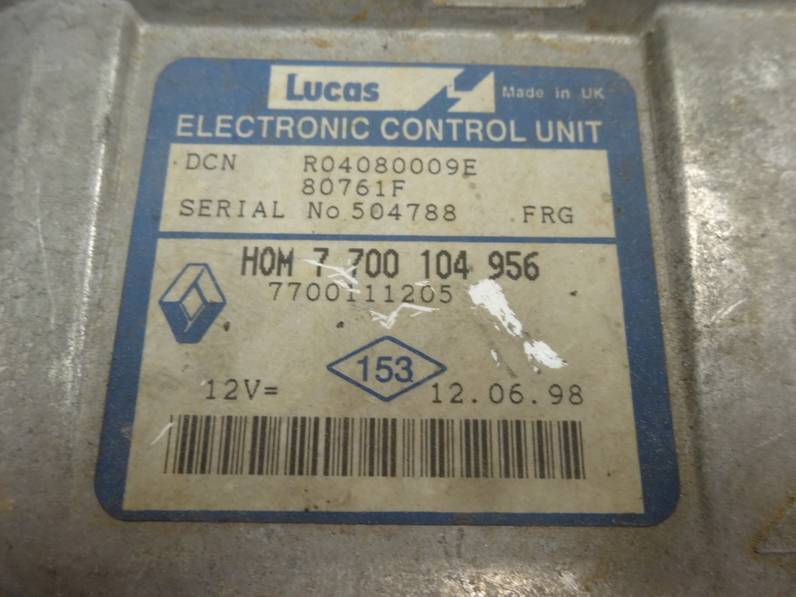 Lucas Made in UK
ELECTRONIC CONTROL UNIT
DCN R04080009E
80761F
SERIAL No 504788 FRG
HOM 7 700 104 956
7700111205
153
12V= 12.06.98